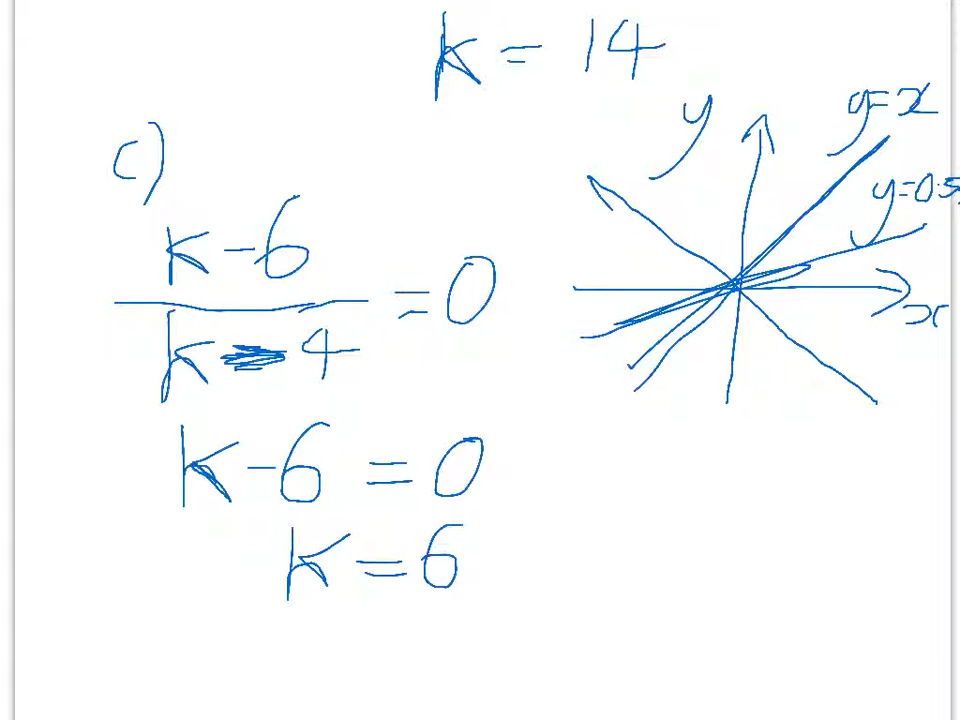 k = 14
y
y=x
c)
y=0.5
k-6
= 0
x
k-4
k-6 = 0
k = 6